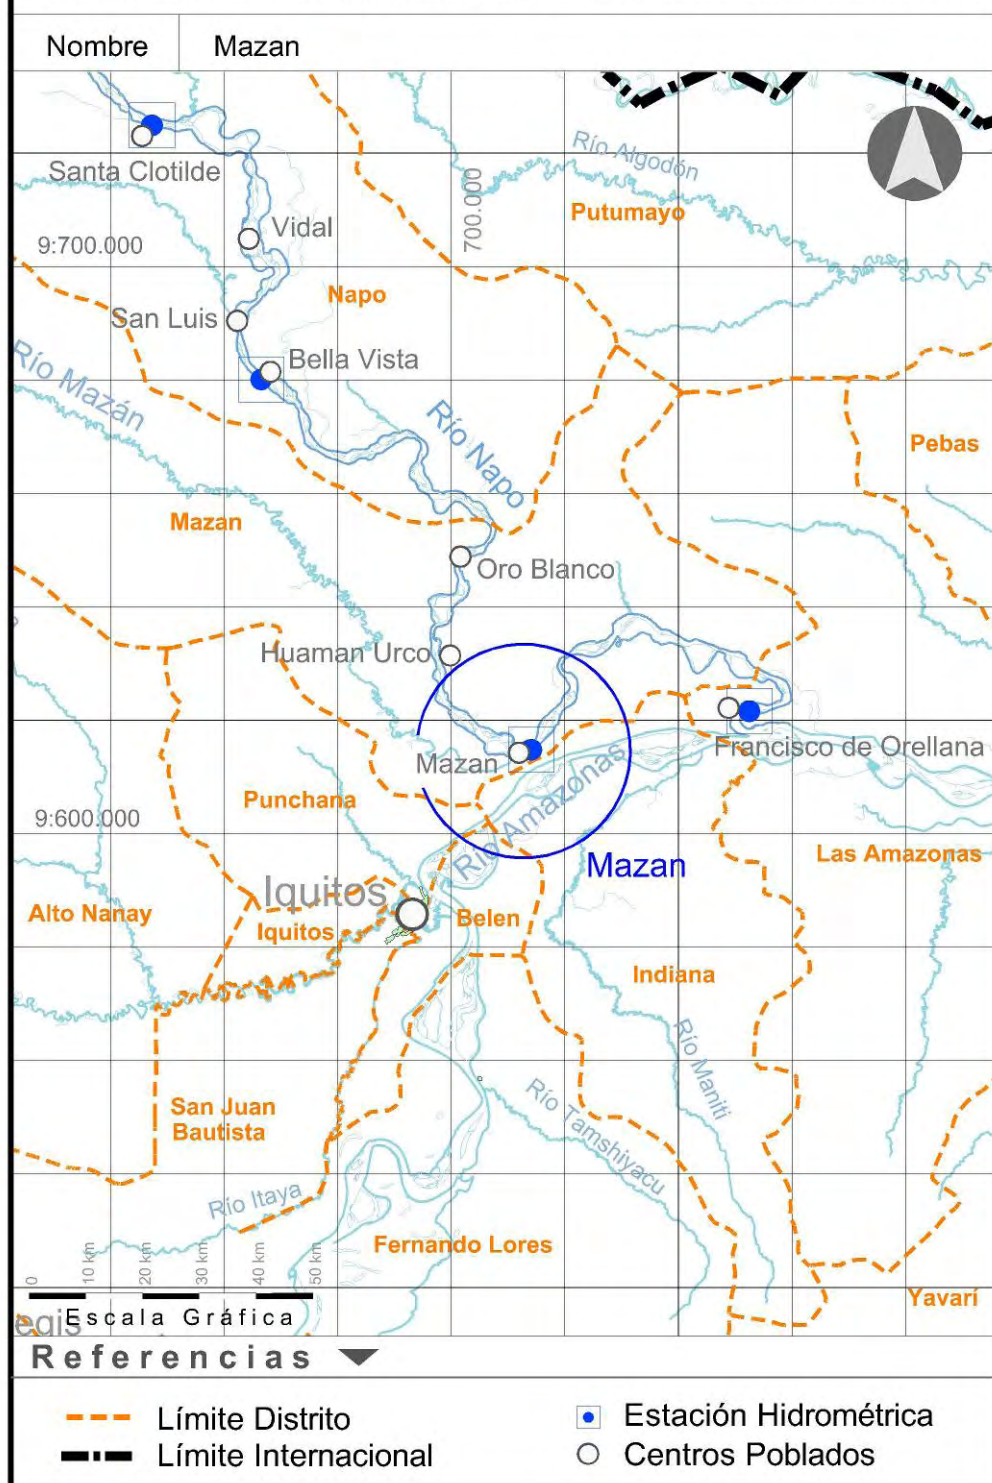 Nombre
Mazan
Santa Clotilde
Río Algodón
Putumayo
700.000
Vidal
9:700.000
Napo
San Luis
Bella Vista
Río Mazán
Río Napo
Pebas
Mazan
Oro Blanco
Huaman Urco
Francisco de Orellana
Mazan
Río Amazonas
Punchana
9:600.000
Mazan
Las Amazonas
Iquitos
Alto Nanay
Iquitos
Belen
Indiana
Río Maniti
San Juan
Bautista
Río Tamshiyacu
Río Itaya
Fernando Lores
Yavarí
0
10 km
20 km
30 km
40 km
50 km
Escala Gráfica
egis
Referencias
Límite Distrito
Estación Hidrométrica
Límite Internacional
Centros Poblados